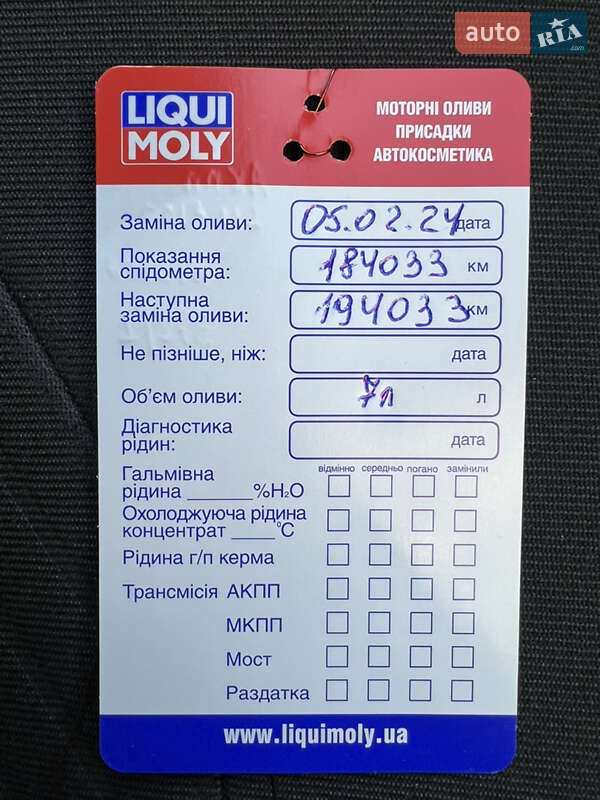 auto RIA.com
LIQUI
MOLY
МОТОРНІ ОЛИВИ
ПРИСАДКИ
АВТОКОСМЕТИКА
Заміна оливи: 05.02.24 дата
Показання
спідометра: 184033 км
Наступна
заміна оливи: 194033 км
Не пізніше, ніж: дата
Об'єм оливи: 7л л
Діагностика
рідин: дата
відмінно середньо погано замінили
Гальмівна
рідина ______%H₂O
Охолоджуюча рідина
концентрат ____°C
Рідина г/п керма
Трансмісія АКПП
МКПП
Мост
Раздатка
www.liquimoly.ua